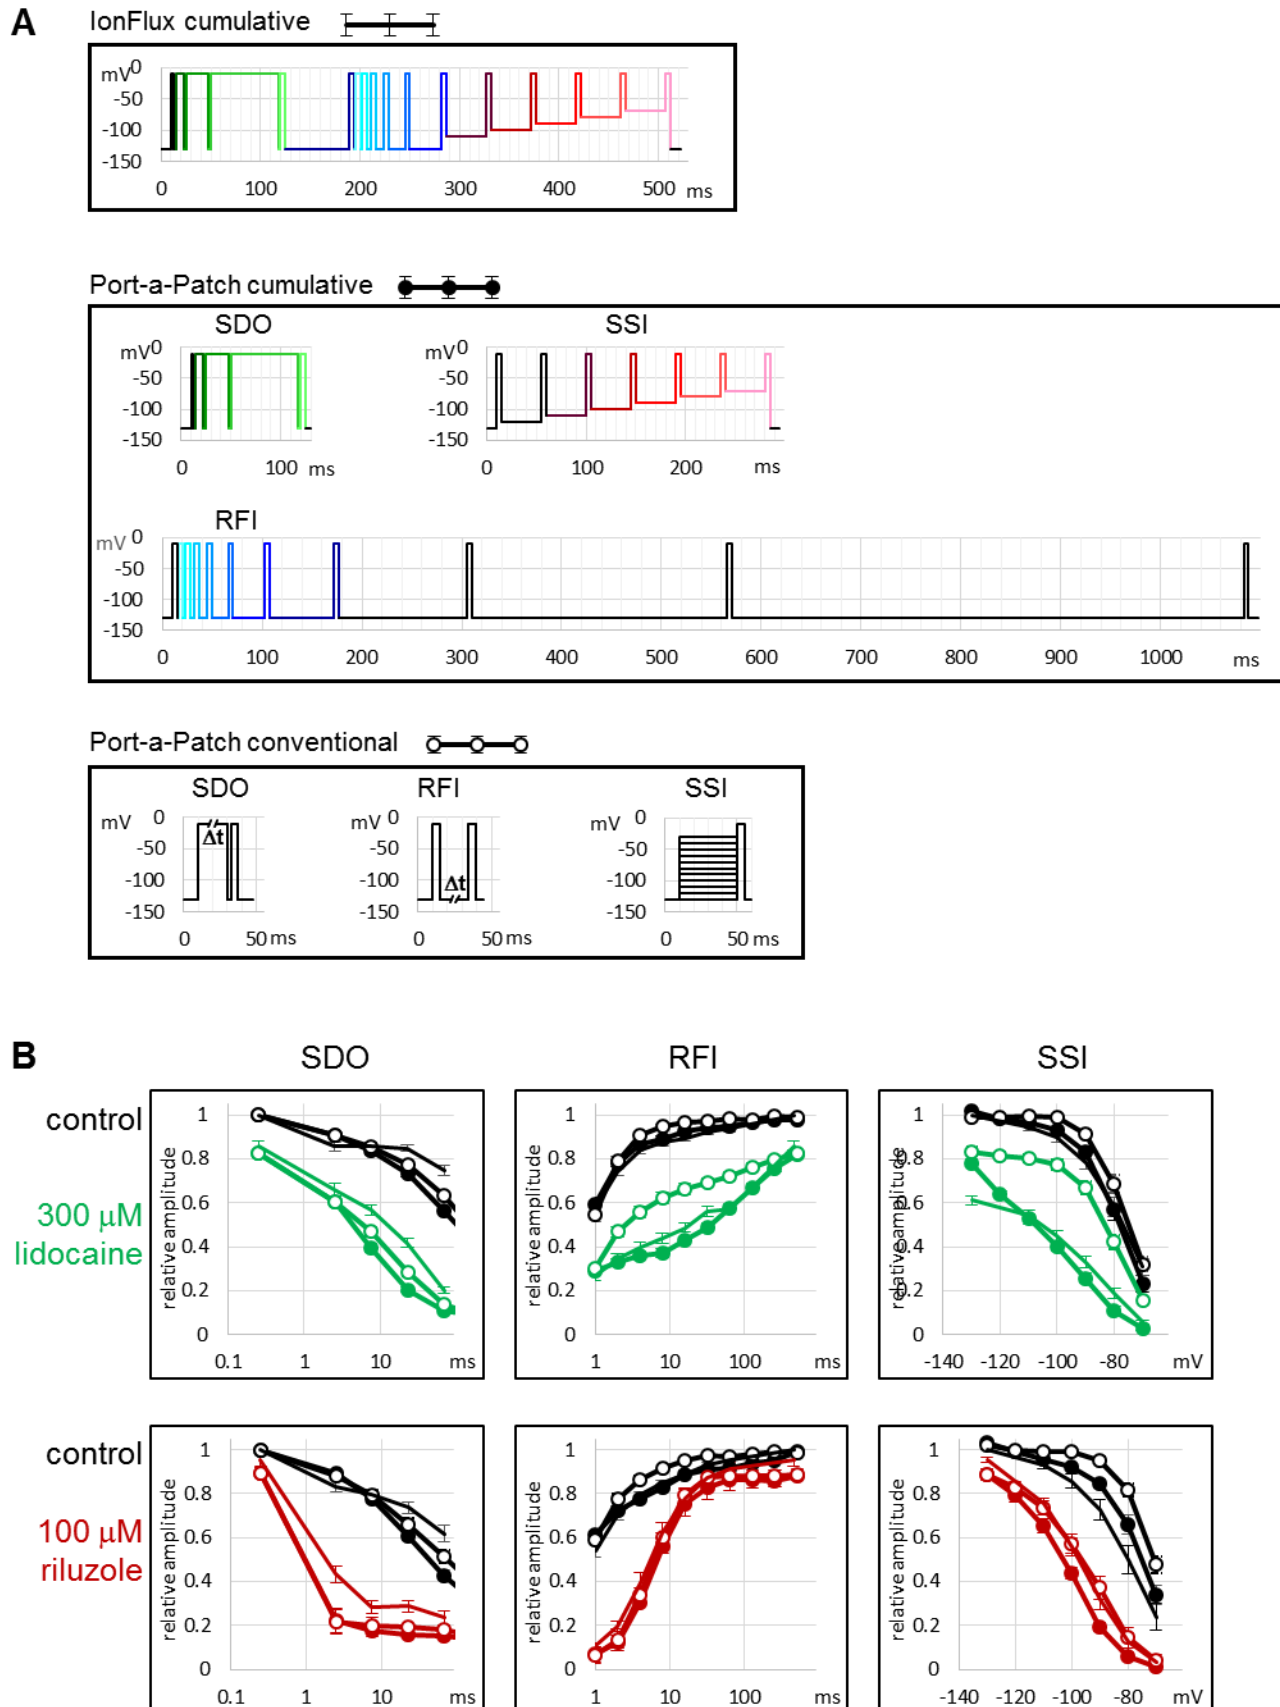 A
IonFlux cumulative
mV 0
-50
-100
-150
0 100 200 300 400 500 ms
Port-a-Patch cumulative
SDO SSI
mV 0 mV 0
-50 -50
-100 -100
-150 -150
0 100 ms 0 100 200 ms
RFI
mV 0
-50
-100
-150
0 100 200 300 400 500 600 700 800 900 1000 ms
Port-a-Patch conventional
SDO RFI SSI
mV 0 mV 0 mV 0
Δt
-50 -50 -50
Δt
-100 -100 -100
-150 -150 -150
0 50 ms 0 50 ms 0 50 ms
B
SDO RFI SSI
control
300 μM
lidocaine
relative amplitude relative amplitude relative amplitude
1 1 1
0.8 0.8 0.8
0.6 0.6 0.6
0.4 0.4 0.4
0.2 0.2 0.2
0 0 0
0.1 1 10 ms 1 10 100 ms -140 -120 -100 -80 mV
control
100 μM
riluzole
relative amplitude relative amplitude relative amplitude
1 1 1
0.8 0.8 0.8
0.6 0.6 0.6
0.4 0.4 0.4
0.2 0.2 0.2
0 0 0
0.1 1 10 ms 1 10 100 ms -140 -120 -100 -80 mV